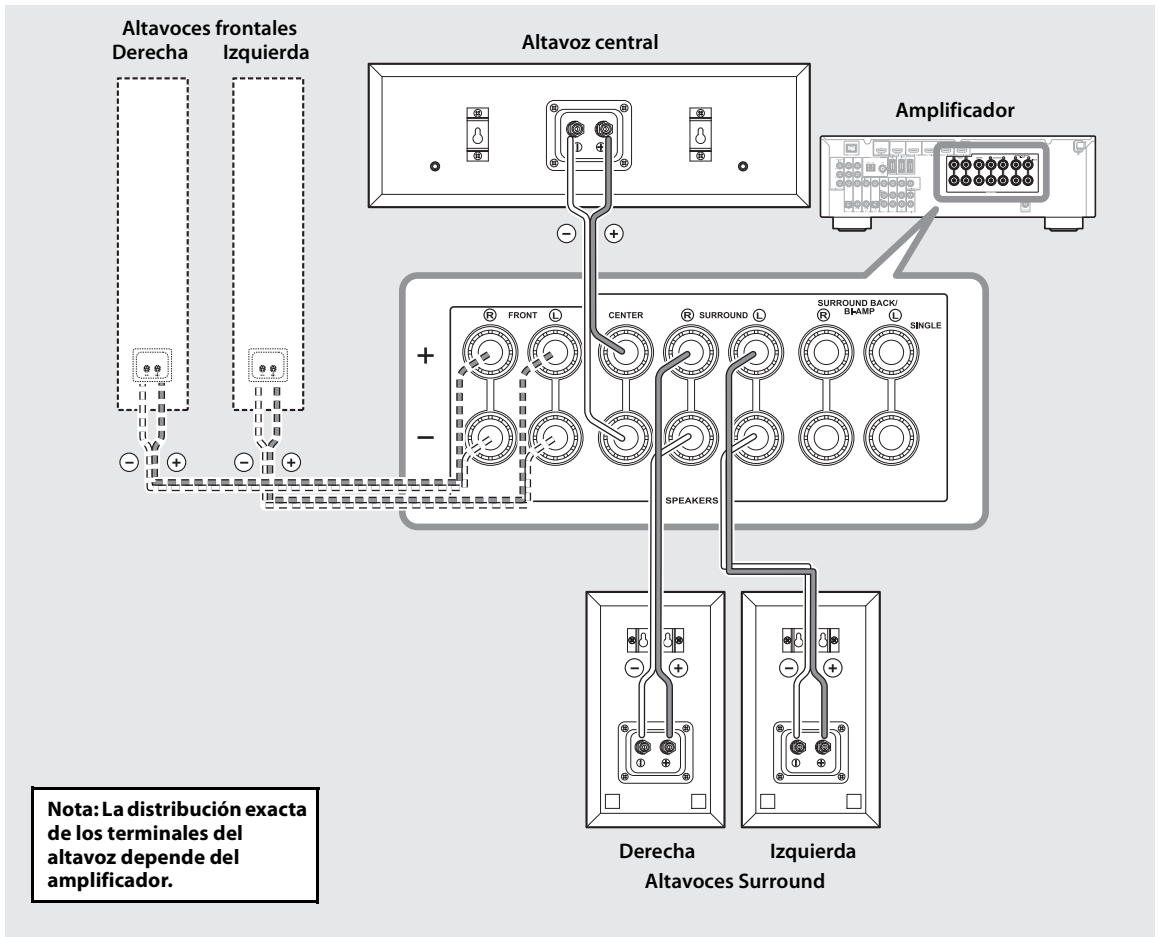 Altavoces frontales
Derecha Izquierda
Altavoz central
Amplificador
− +
R FRONT L
CENTER
R SURROUND L
SURROUND BACK/
BI-AMP
R L
SINGLE
+
−
− +
− +
SPEAKERS
− +
− +
Derecha Izquierda
Altavoces Surround
Nota: La distribución exacta
de los terminales del
altavoz depende del
amplificador.